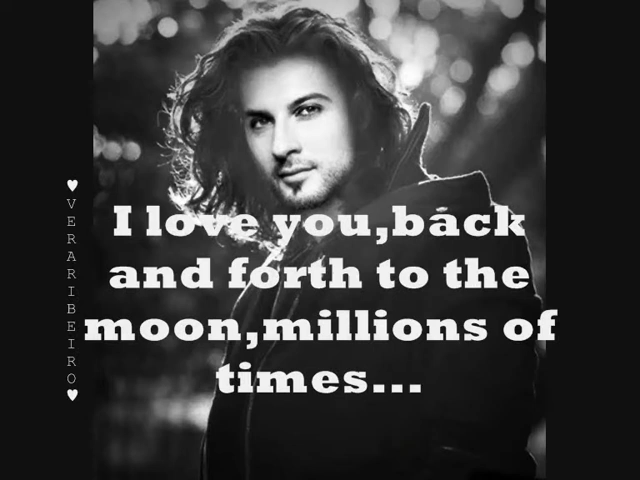 ♥VERARIBEIRO♥
I love you,back
and forth to the
moon,millions of
times...